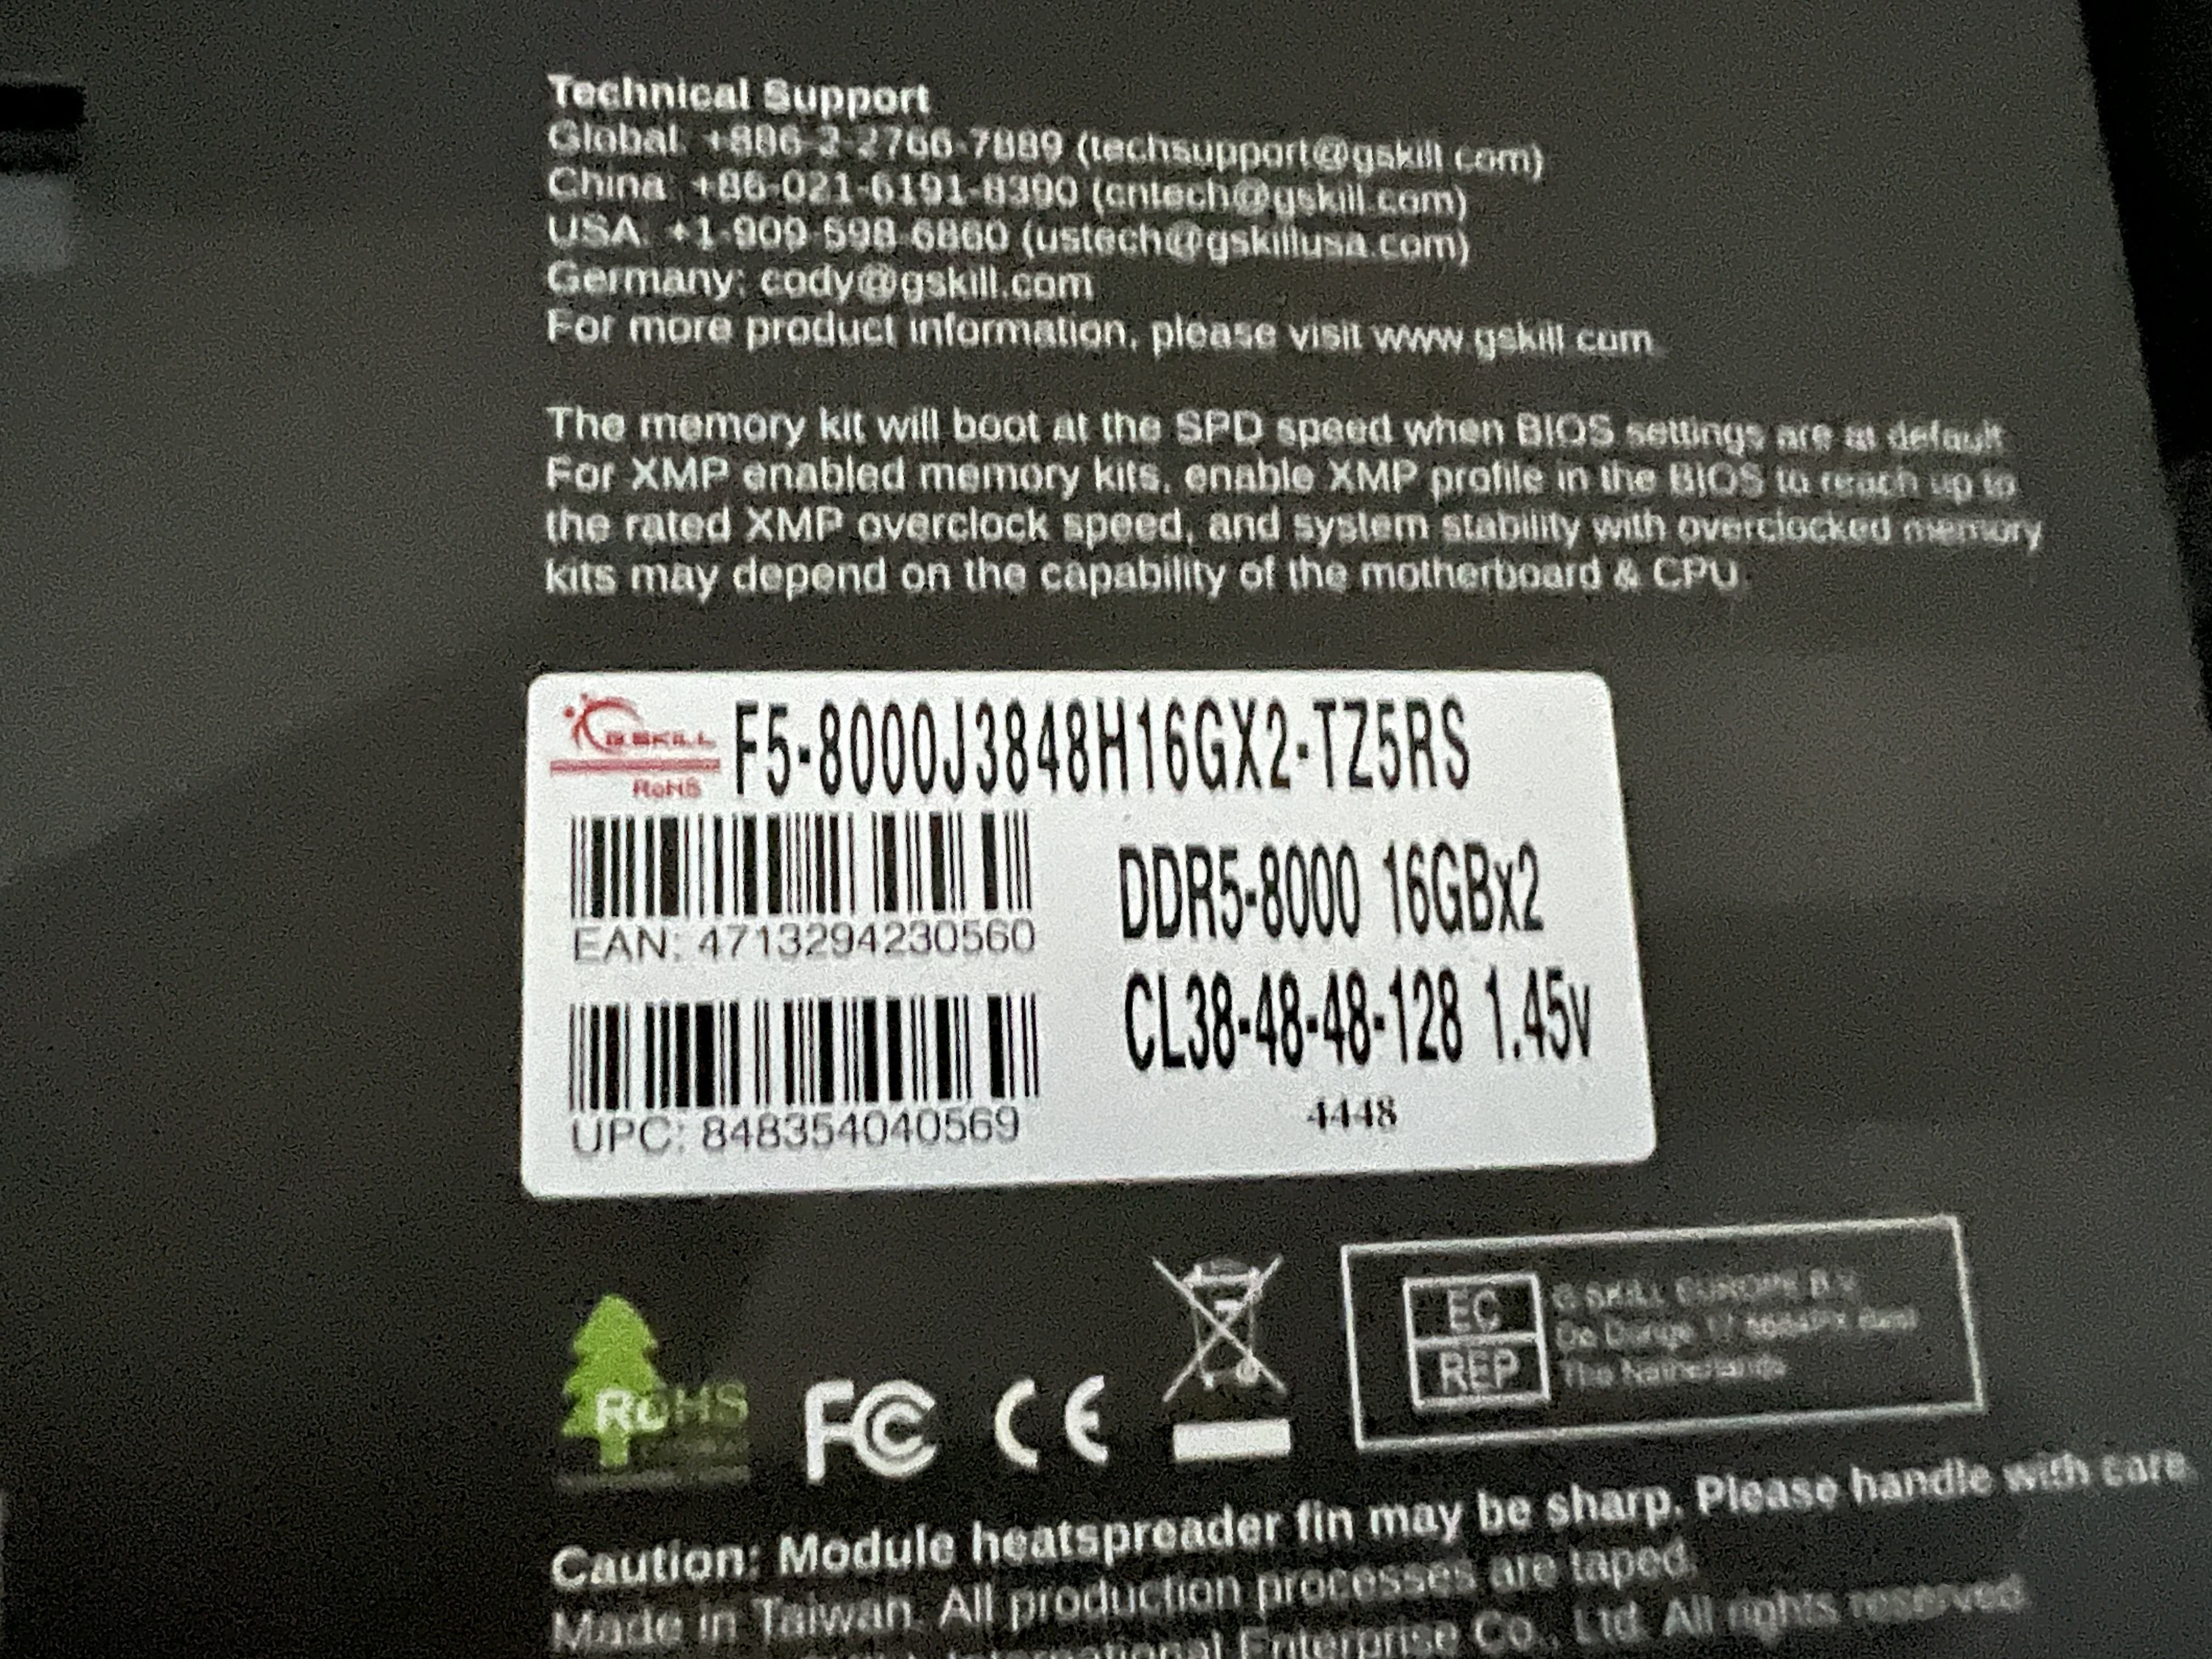 Technical Support
Global: +886-2-2766-7889 (techsupport@gskill.com)
China: +86-021-6191-8390 (cntech@gskill.com)
USA: +1-909-598-6860 (ustech@gskillusa.com)
Germany: cody@gskill.com
For more product information, please visit www.gskill.com.
The memory kit will boot at the SPD speed when BIOS settings are at default.
For XMP enabled memory kits, enable XMP profile in the BIOS to reach up to
the rated XMP overclock speed, and system stability with overclocked memory
kits may depend on the capability of the motherboard & CPU.
G.SKILL
RoHS
F5-8000J3848H16GX2-TZ5RS
EAN: 4713294230560
DDR5-8000 16GBx2
CL38-48-48-128 1.45v
UPC: 848354040569
4448
RoHS
FC CE
EC
REP
G.SKILL EUROPE B.V.
The Netherlands
Caution: Module heatspreader fin may be sharp. Please handle with care.
Made in Taiwan. All production processes are taped.
International Enterprise Co., Ltd. All rights reserved.